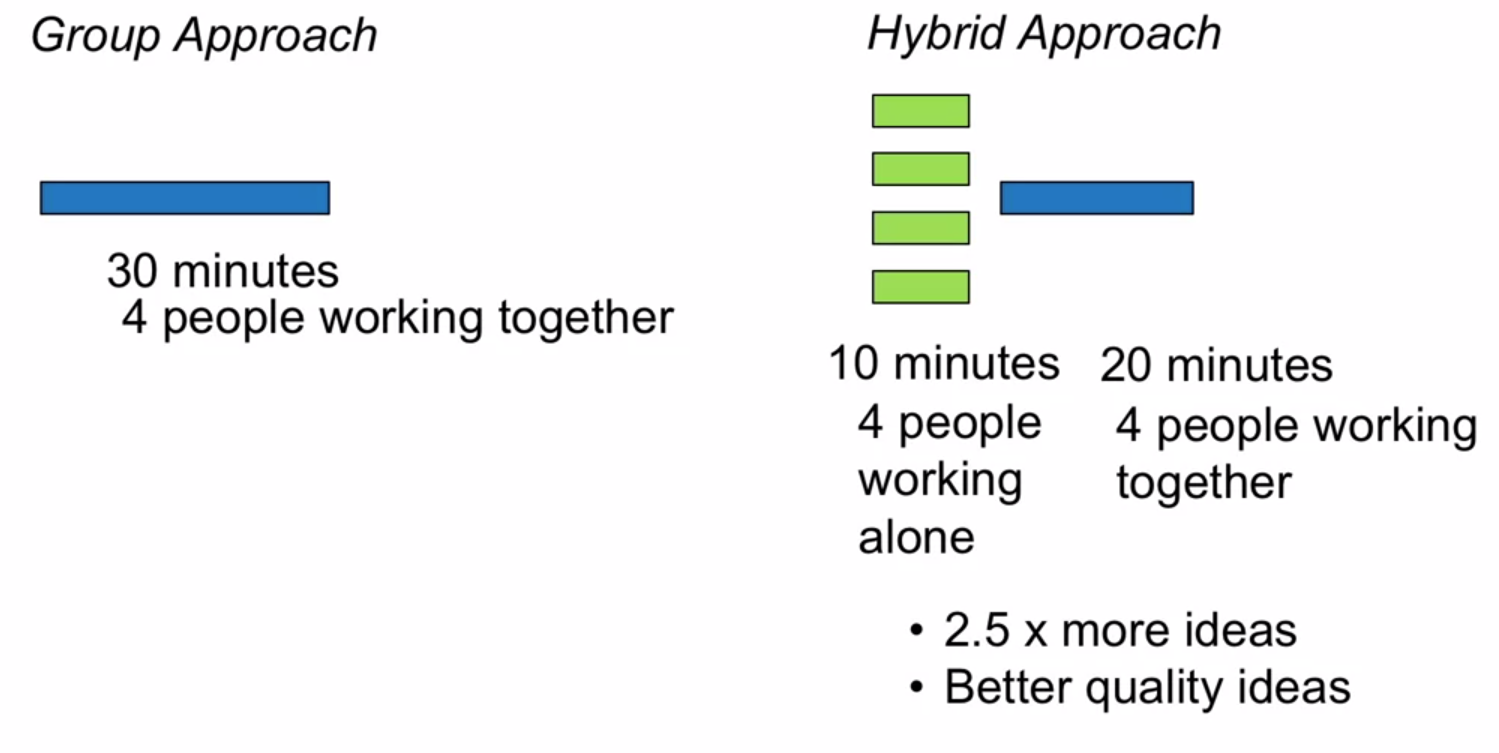 Group Approach
30 minutes
4 people working together
Hybrid Approach
10 minutes
4 people
working
alone
20 minutes
4 people working
together
• 2.5 x more ideas
• Better quality ideas